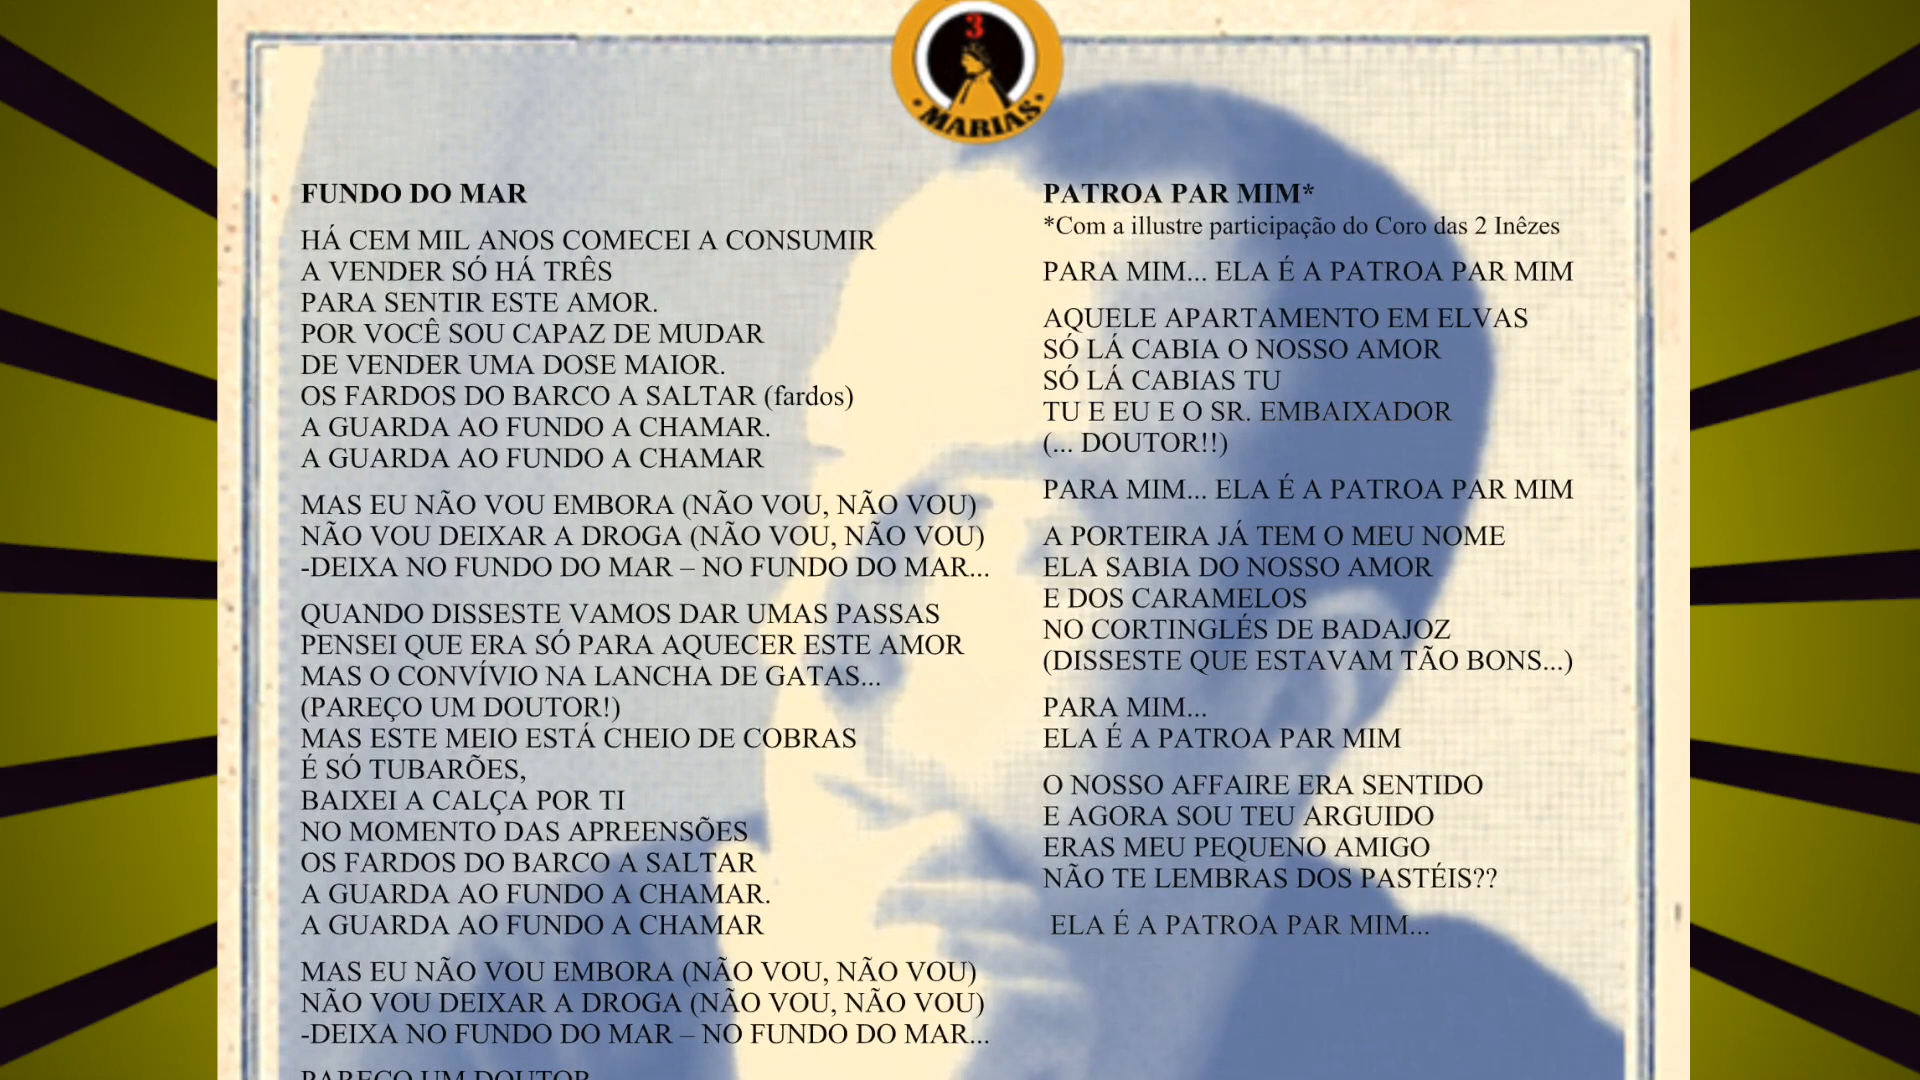 3
MARIAS
FUNDO DO MAR
HÁ CEM MIL ANOS COMECEI A CONSUMIR
A VENDER SÓ HÁ TRÊS
PARA SENTIR ESTE AMOR.
POR VOCÊ SOU CAPAZ DE MUDAR
DE VENDER UMA DOSE MAIOR.
OS FARDOS DO BARCO A SALTAR (fardos)
A GUARDA AO FUNDO A CHAMAR.
A GUARDA AO FUNDO A CHAMAR
MAS EU NÃO VOU EMBORA (NÃO VOU, NÃO VOU)
NÃO VOU DEIXAR A DROGA (NÃO VOU, NÃO VOU)
-DEIXA NO FUNDO DO MAR – NO FUNDO DO MAR...
QUANDO DISSESTE VAMOS DAR UMAS PASSAS
PENSEI QUE ERA SÓ PARA AQUECER ESTE AMOR
MAS O CONVÍVIO NA LANCHA DE GATAS...
(PAREÇO UM DOUTOR!)
MAS ESTE MEIO ESTÁ CHEIO DE COBRAS
É SÓ TUBARÕES,
BAIXEI A CALÇA POR TI
NO MOMENTO DAS APREENSÕES
OS FARDOS DO BARCO A SALTAR
A GUARDA AO FUNDO A CHAMAR.
A GUARDA AO FUNDO A CHAMAR
MAS EU NÃO VOU EMBORA (NÃO VOU, NÃO VOU)
NÃO VOU DEIXAR A DROGA (NÃO VOU, NÃO VOU)
-DEIXA NO FUNDO DO MAR – NO FUNDO DO MAR...
PAREÇO UM DOUTOR
PATROA PAR MIM*
*Com a illustre participação do Coro das 2 Inêzes
PARA MIM... ELA É A PATROA PAR MIM
AQUELE APARTAMENTO EM ELVAS
SÓ LÁ CABIA O NOSSO AMOR
SÓ LÁ CABIAS TU
TU E EU E O SR. EMBAIXADOR
(... DOUTOR!!)
PARA MIM... ELA É A PATROA PAR MIM
A PORTEIRA JÁ TEM O MEU NOME
ELA SABIA DO NOSSO AMOR
E DOS CARAMELOS
NO CORTINGLÉS DE BADAJOZ
(DISSESTE QUE ESTAVAM TÃO BONS...)
PARA MIM...
ELA É A PATROA PAR MIM
O NOSSO AFFAIRE ERA SENTIDO
E AGORA SOU TEU ARGUIDO
ERAS MEU PEQUENO AMIGO
NÃO TE LEMBRAS DOS PASTÉIS??
ELA É A PATROA PAR MIM...